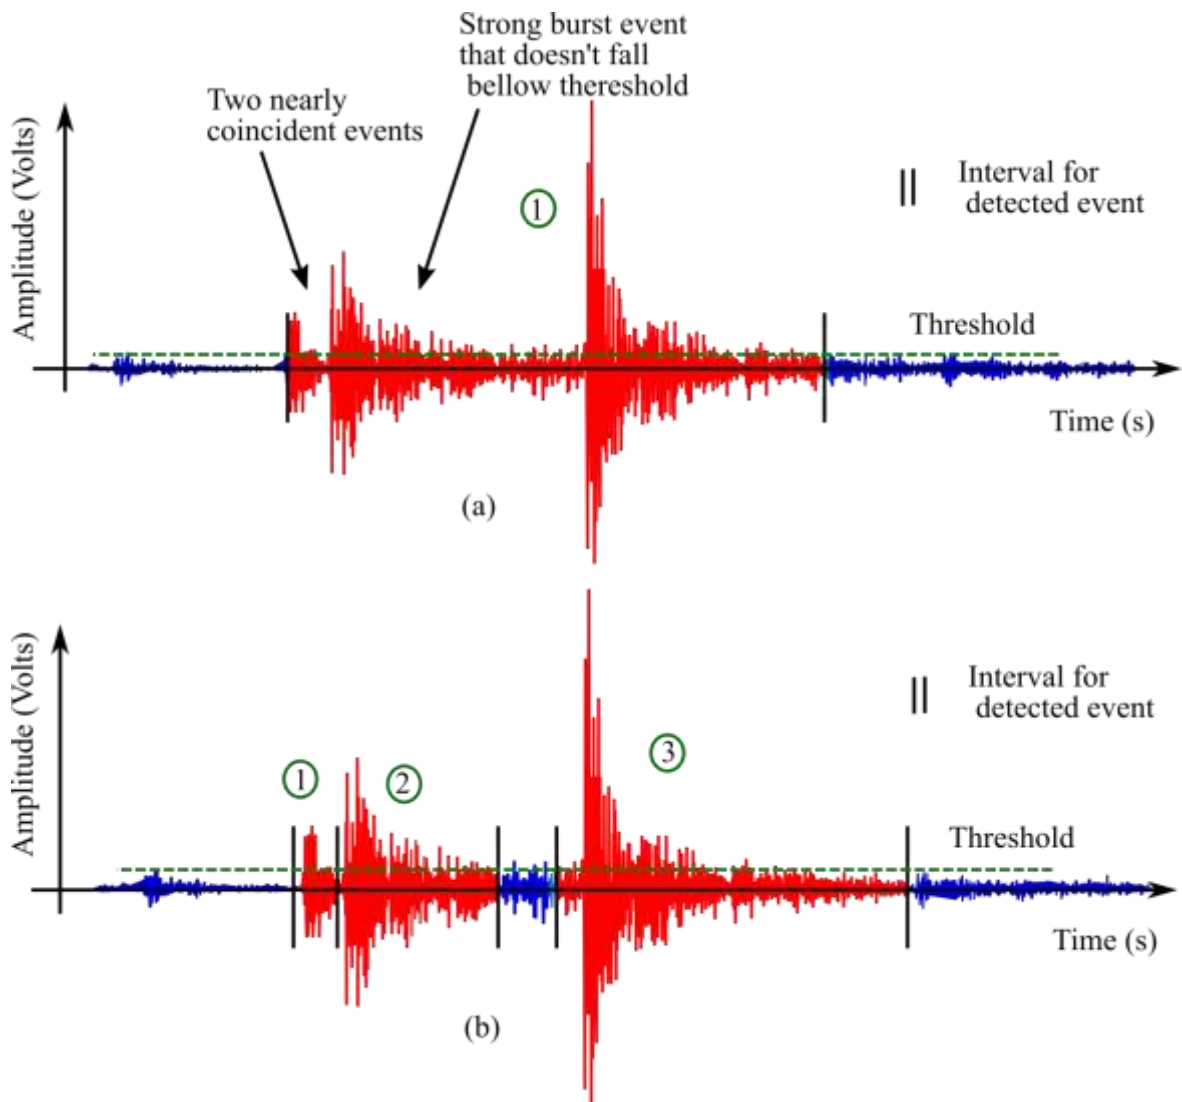 Strong burst event
that doesn't fall
bellow thereshold
Two nearly
coincident events
Amplitude (Volts)
1
Interval for
detected event
Threshold
Time (s)
(a)
Amplitude (Volts)
Interval for
detected event
1
2
3
Threshold
Time (s)
(b)